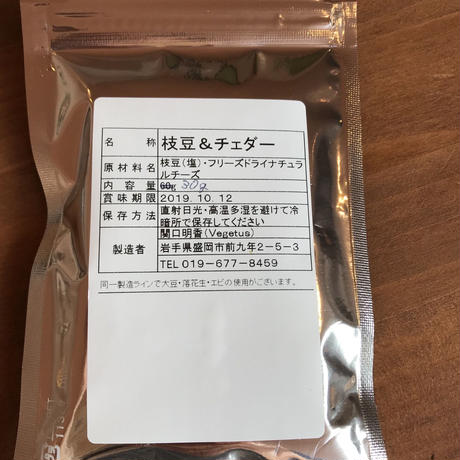 名 称 枝豆&チェダー
原材料名 枝豆(塩)・フリーズドライナチュラ
ルチーズ
内 容 量 60g 50g
賞味期限 2019.10.12
保存方法 直射日光・高温多湿を避けて冷
暗所で保存してください
製造者 関口明香(Vegetus)
岩手県盛岡市前九年2-5-3
TEL 019-677-8459
同一製造ラインで大豆・落花生・エビの使用がございます。